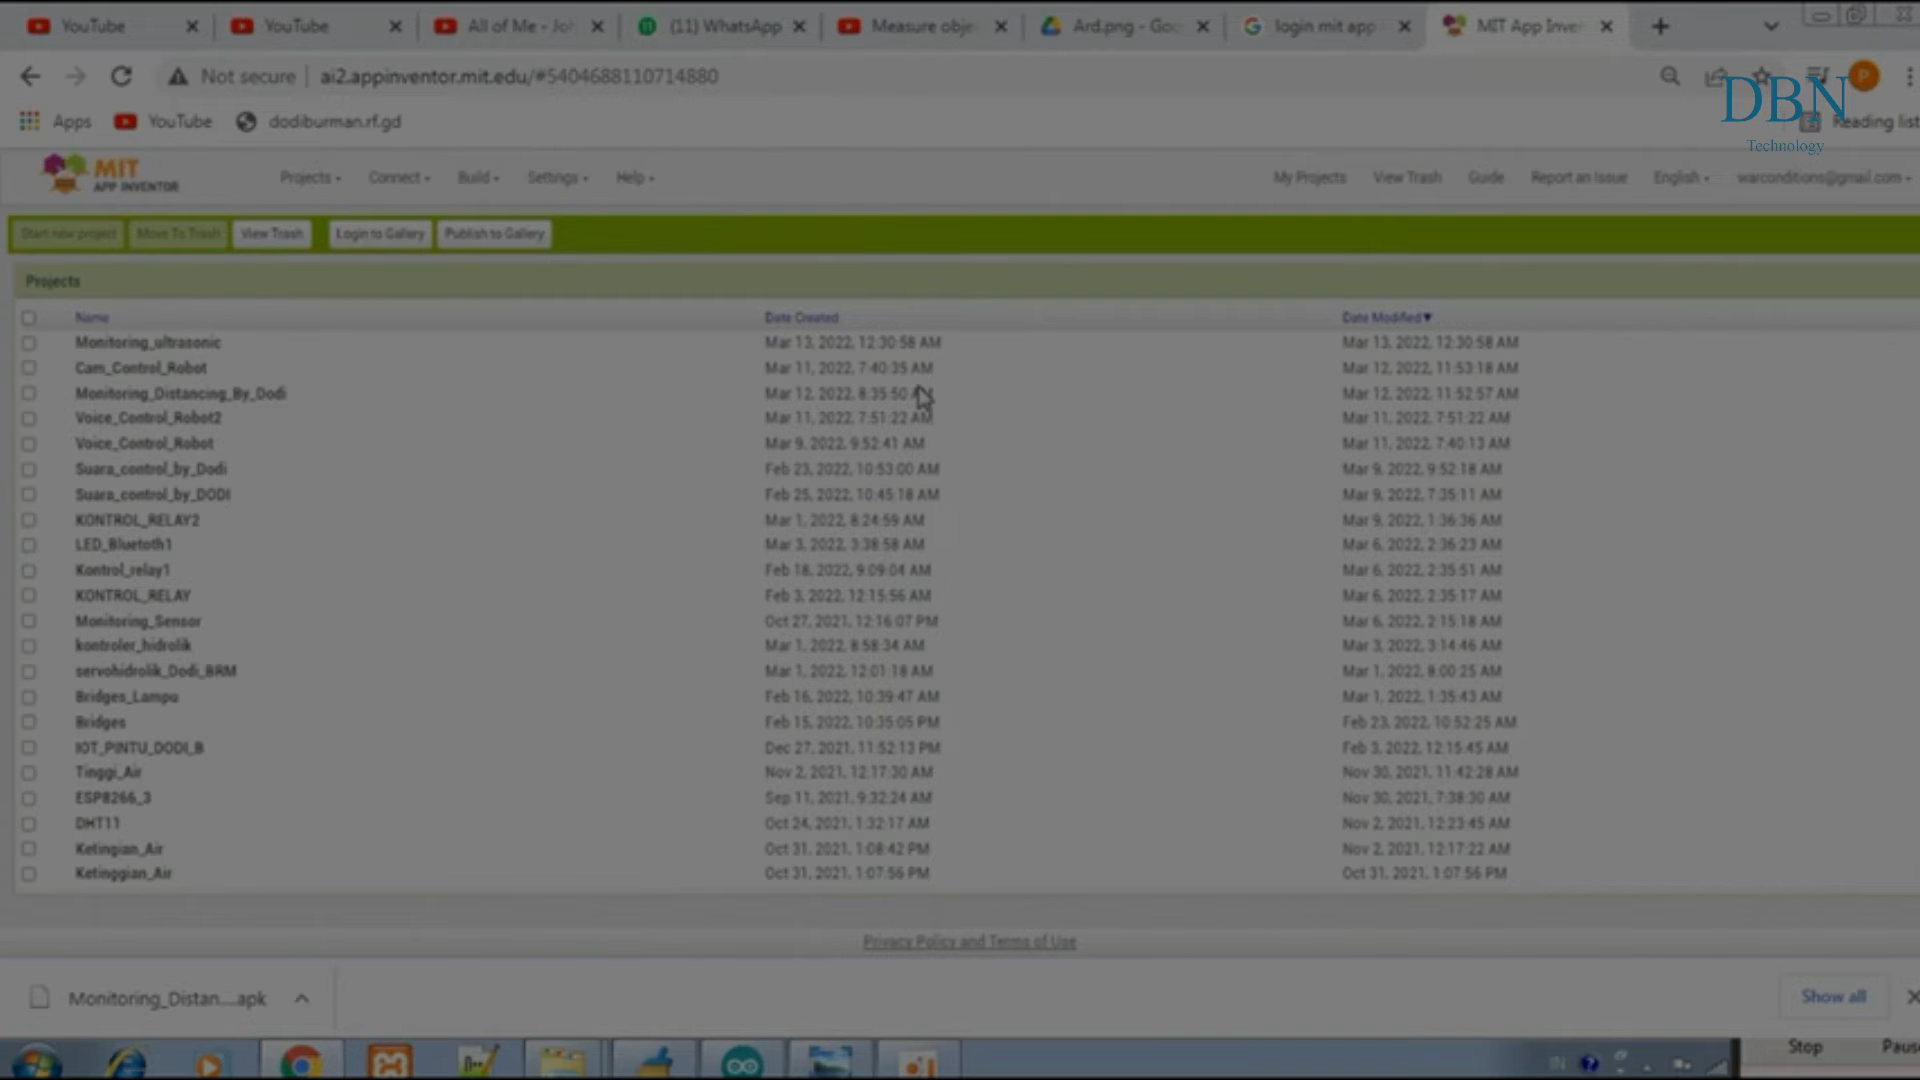 YouTube YouTube All of Me - Joh (11) WhatsApp Measure obje Ard.png - Goo login mit app MIT App Inve
Not secure ai2.appinventor.mit.edu/#5404688110714880 P
DBN
Technology
Apps YouTube dodiburman.rf.gd Reading list
MIT
APP INVENTOR
Projects Connect Build Settings Help My Projects View Trash Guide Report an Issue English warconditions@gmail.com
Start new project Move To Trash View Trash Login to Gallery Publish to Gallery
Projects
Name Date Created Date Modified▼
Monitoring_ultrasonic Mar 13, 2022, 12:30:58 AM Mar 13, 2022, 12:30:58 AM
Cam_Control_Robot Mar 11, 2022, 7:40:35 AM Mar 12, 2022, 11:53:18 AM
Monitoring_Distancing_By_Dodi Mar 12, 2022, 8:35:50 Mar 12, 2022, 11:52:57 AM
Voice_Control_Robot2 Mar 11, 2022, 7:51:22 AM Mar 11, 2022, 7:51:22 AM
Voice_Control_Robot Mar 9, 2022, 9:52:41 AM Mar 11, 2022, 7:40:13 AM
Suara_control_by_Dodi Feb 23, 2022, 10:53:00 AM Mar 9, 2022, 9:52:18 AM
Suara_control_by_DODI Feb 25, 2022, 10:45:18 AM Mar 9, 2022, 7:35:11 AM
KONTROL_RELAY2 Mar 1, 2022, 8:24:59 AM Mar 9, 2022, 1:36:36 AM
LED_Bluetoth1 Mar 3, 2022, 3:38:58 AM Mar 6, 2022, 2:36:23 AM
Kontrol_relay1 Feb 18, 2022, 9:09:04 AM Mar 6, 2022, 2:35:51 AM
KONTROL_RELAY Feb 3, 2022, 12:15:56 AM Mar 6, 2022, 2:35:17 AM
Monitoring_Sensor Oct 27, 2021, 12:16:07 PM Mar 6, 2022, 2:15:18 AM
kontroler_hidrolik Mar 1, 2022, 8:58:34 AM Mar 3, 2022, 3:14:46 AM
servohidrolik_Dodi_BRM Mar 1, 2022, 12:01:18 AM Mar 1, 2022, 8:00:25 AM
Bridges_Lampu Feb 16, 2022, 10:39:47 AM Mar 1, 2022, 1:35:43 AM
Bridges Feb 15, 2022, 10:35:05 PM Feb 23, 2022, 10:52:25 AM
IOT_PINTU_DODI_B Dec 27, 2021, 11:52:13 PM Feb 3, 2022, 12:15:45 AM
Tinggi_Air Nov 2, 2021, 12:17:30 AM Nov 30, 2021, 11:42:28 AM
ESP8266_3 Sep 11, 2021, 9:32:24 AM Nov 30, 2021, 7:38:30 AM
DHT11 Oct 24, 2021, 1:32:17 AM Nov 2, 2021, 12:23:45 AM
Ketingian_Air Oct 31, 2021, 1:08:42 PM Nov 2, 2021, 12:17:22 AM
Ketinggian_Air Oct 31, 2021, 1:07:56 PM Oct 31, 2021, 1:07:56 PM
Privacy Policy and Terms of Use
Monitoring_Distan....apk Show all
Stop Paus